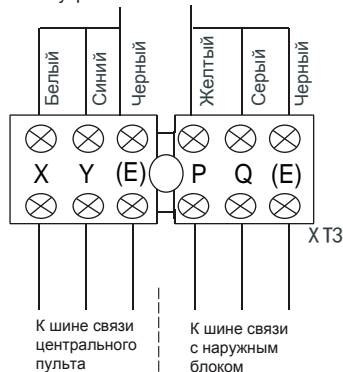 Белый
Синий
Черный
Желтый
Серый
Черный
X Y (E) P Q (E)
XT3
К шине связи
центрального
пульта
К шине связи
с наружным
блоком